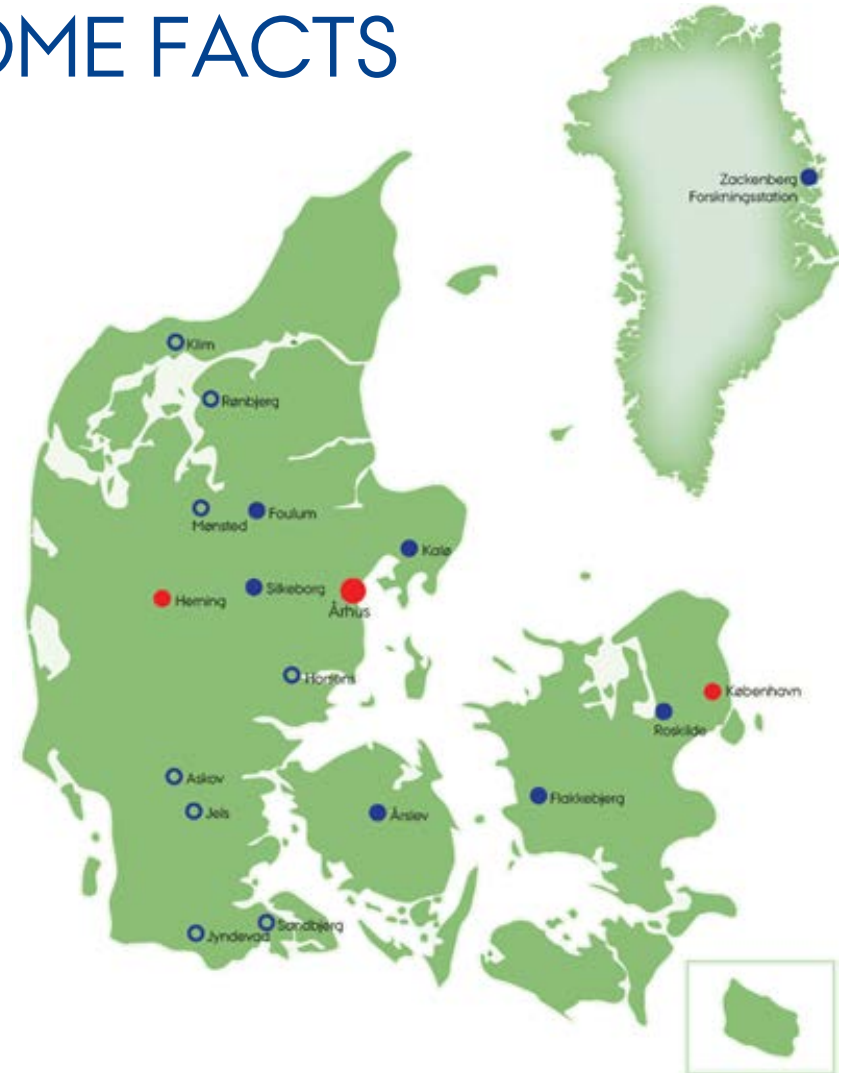 OME FACTS
Zackenberg
Forskningsstation
Klim
Rønbjerg
Mønsted
Foulum
Kalø
Herning
Silkeborg
Århus
Horsens
København
Roskilde
Askov
Jels
Årslev
Flakkebjerg
Jyndevad
Sandbjerg